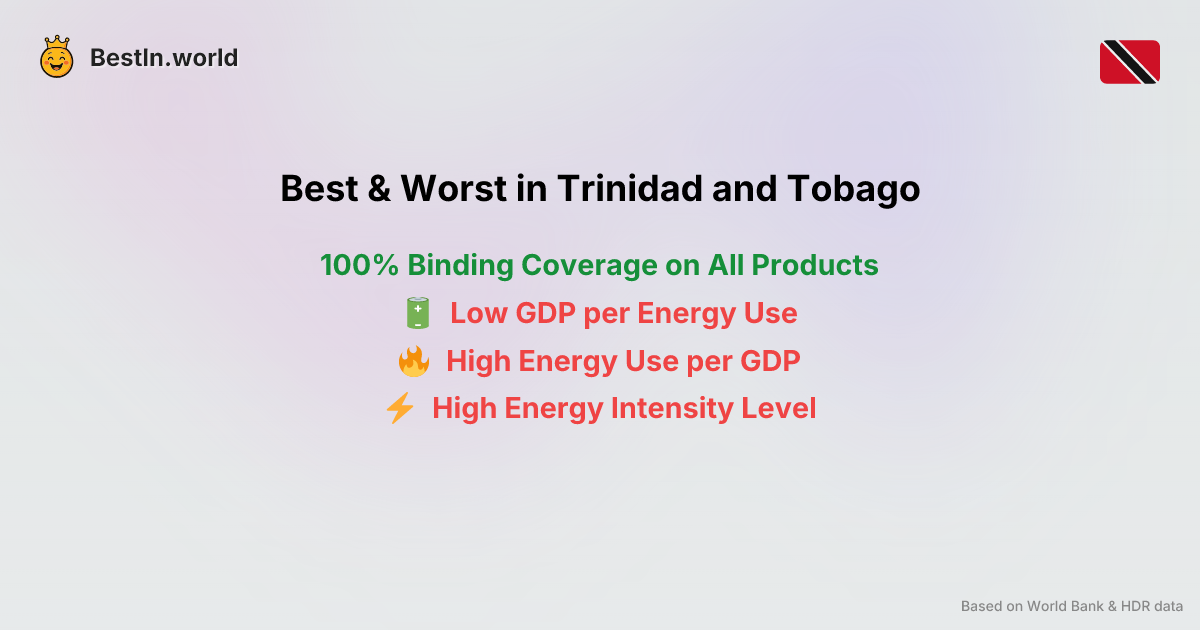 BestIn.world
Best & Worst in Trinidad and Tobago
100% Binding Coverage on All Products
Low GDP per Energy Use
High Energy Use per GDP
High Energy Intensity Level
Based on World Bank & HDR data